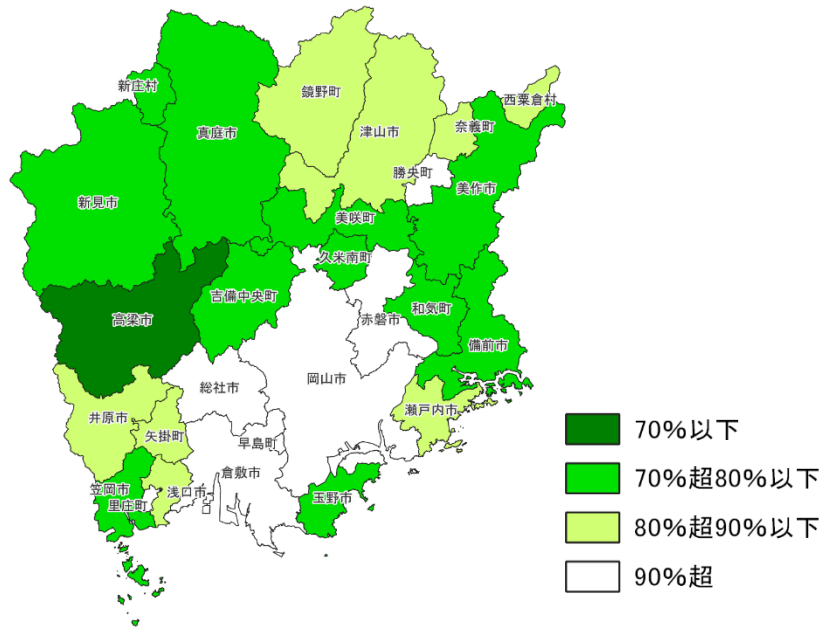 新庄村
鏡野町
西粟倉村
真庭市
津山市
奈義町
勝央町
美作市
新見市
美咲町
久米南町
吉備中央町
高梁市
赤磐市
和気町
備前市
総社市
岡山市
瀬戸内市
井原市
矢掛町
早島町
倉敷市
笠岡市
浅口市
里庄町
玉野市
70%以下
70%超80%以下
80%超90%以下
90%超